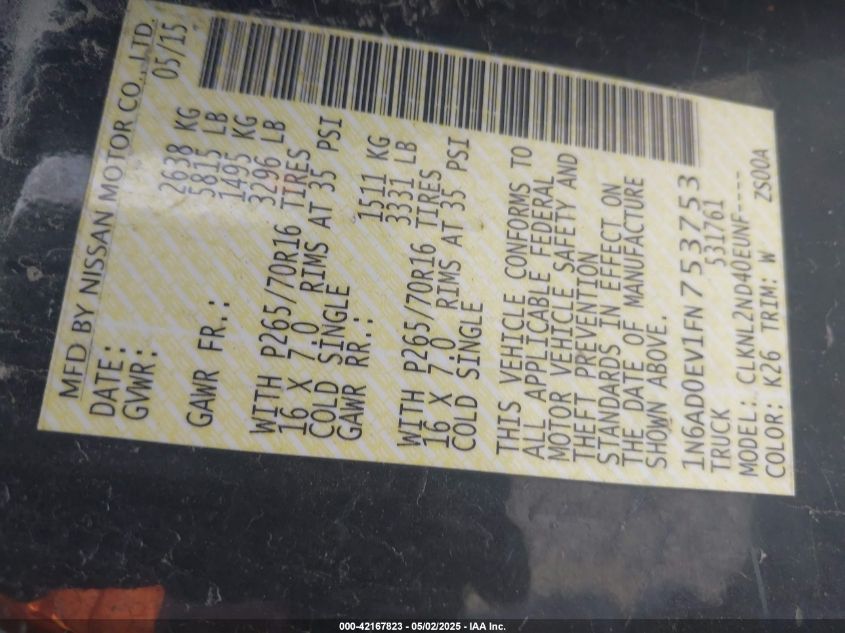 MFD BY NISSAN MOTOR CO., LTD.
DATE: 05/15
GVWR: 2638 KG
5815 LB
GAWR FR.: 1495 KG
3296 LB
WITH P265/70R16 TIRES
16 X 7.0 RIMS AT 35 PSI
COLD SINGLE
GAWR RR.: 1511 KG
3331 LB
WITH P265/70R16 TIRES
16 X 7.0 RIMS AT 35 PSI
COLD SINGLE
THIS VEHICLE CONFORMS TO
ALL APPLICABLE FEDERAL
MOTOR VEHICLE SAFETY AND
THEFT PREVENTION
STANDARDS IN EFFECT ON
THE DATE OF MANUFACTURE
SHOWN ABOVE.
1N6AD0EV1FN753753
TRUCK 531761
MODEL: CLKNL2ND40EUNF----
COLOR: K26 TRIM: W ZS00A
000-42167823 - 05/02/2025 - IAA Inc.